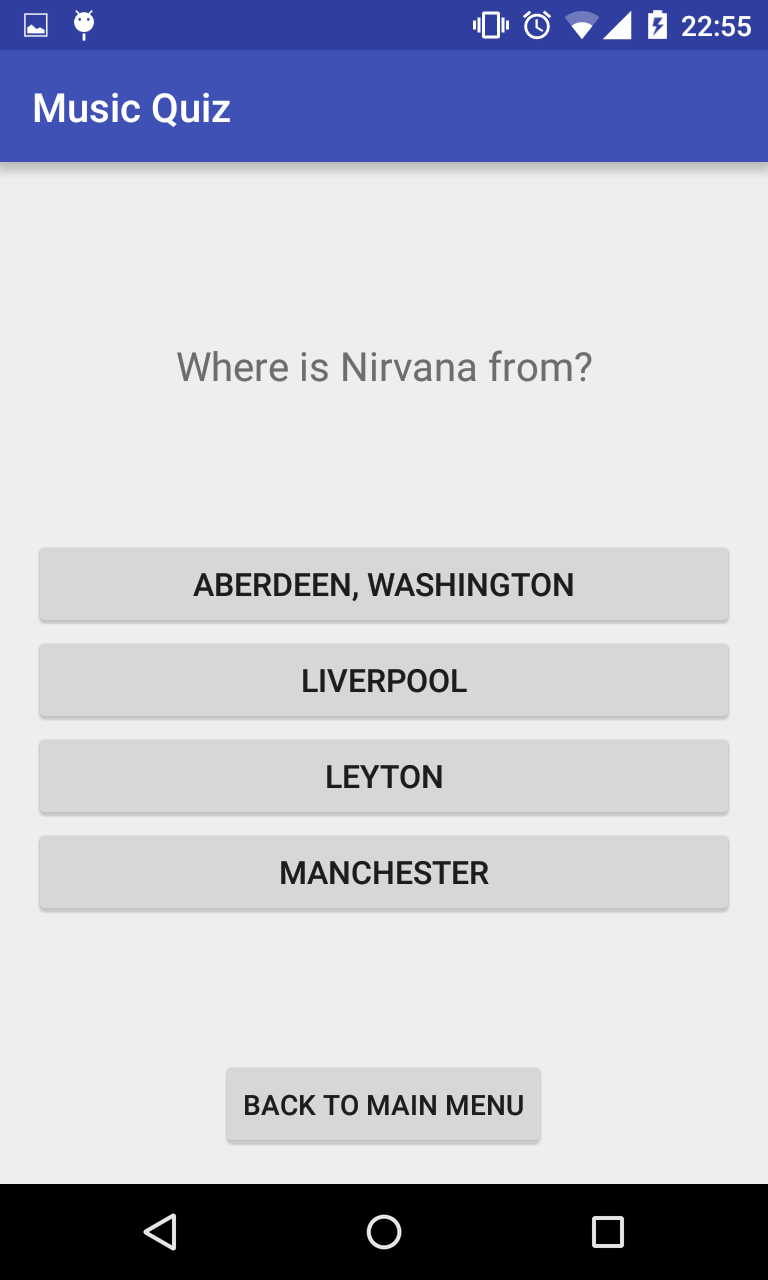 22:55
Music Quiz
Where is Nirvana from?
ABERDEEN, WASHINGTON
LIVERPOOL
LEYTON
MANCHESTER
BACK TO MAIN MENU